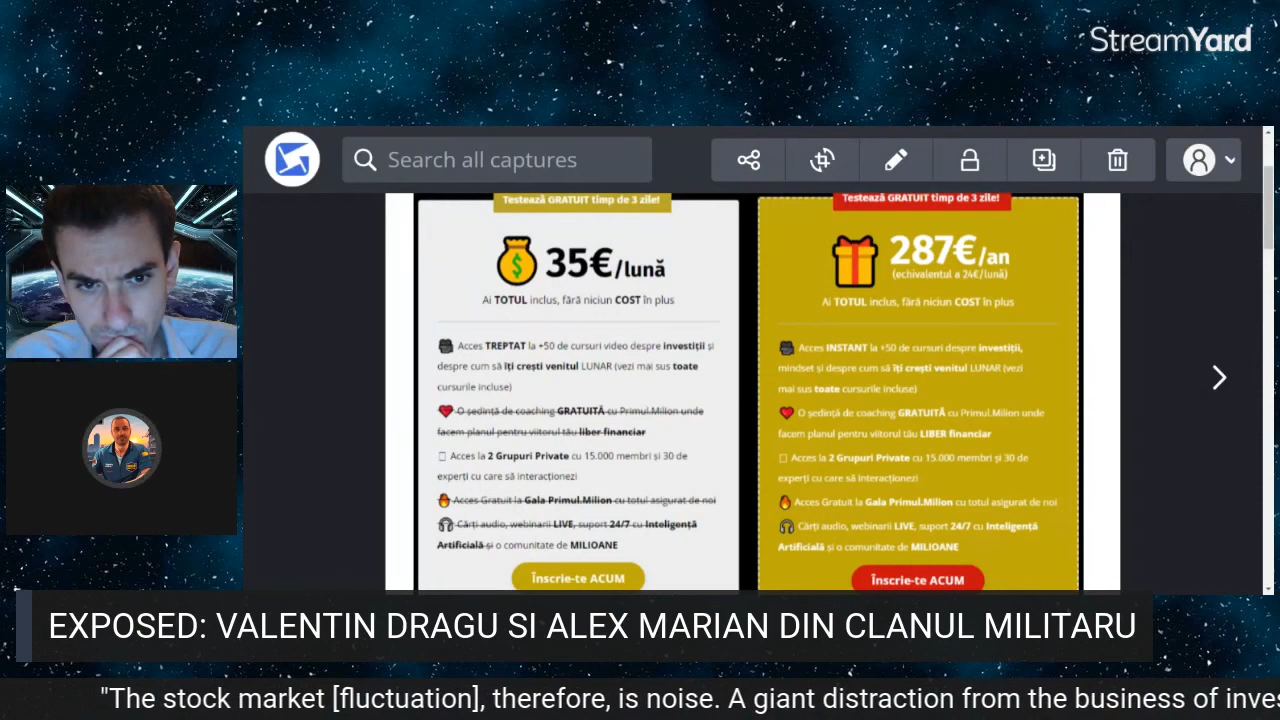 StreamYard
Search all captures
Testează GRATUIT timp de 3 zile!
35€/lună
Ai TOTUL inclus, fără niciun COST în plus
Acces TREPTAT la +50 de cursuri video despre investiții și
despre cum să îți crești venitul LUNAR (vezi mai sus toate
cursurile incluse)
O ședință de coaching GRATUITĂ cu Primul.Milion unde
facem planul pentru viitorul tău liber financiar
Acces la 2 Grupuri Private cu 15.000 membri și 30 de
experți cu care să interacționezi
Acces Gratuit la Gala Primul.Milion cu totul asigurat de noi
Cărți audio, webinarii LIVE, suport 24/7 cu Inteligență
Artificială și o comunitate de MILIOANE
Înscrie-te ACUM
Testează GRATUIT timp de 3 zile!
287€/an
(echivalentul a 24€/lună)
Ai TOTUL inclus, fără niciun COST în plus
Acces INSTANT la +50 de cursuri despre investiții,
mindset și despre cum să îți crești venitul LUNAR (vezi
mai sus toate cursurile incluse)
O ședință de coaching GRATUITĂ cu Primul.Milion unde
facem planul pentru viitorul tău LIBER financiar
Acces la 2 Grupuri Private cu 15.000 membri și 30 de
experți cu care să interacționezi
Acces Gratuit la Gala Primul.Milion cu totul asigurat de noi
Cărți audio, webinarii LIVE, suport 24/7 cu Inteligență
Artificială și o comunitate de MILIOANE
Înscrie-te ACUM
EXPOSED: VALENTIN DRAGU SI ALEX MARIAN DIN CLANUL MILITARU
"The stock market [fluctuation], therefore, is noise. A giant distraction from the business of inves